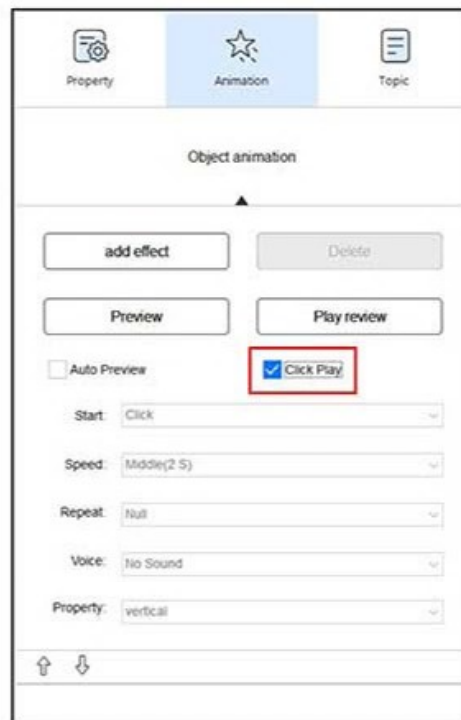 Property Animation Topic
Object animation
add effect Delete
Preview Play review
Auto Preview Click Play
Start: Click
Speed: Middle(2 S)
Repeat: Null
Voice: No Sound
Property: vertical